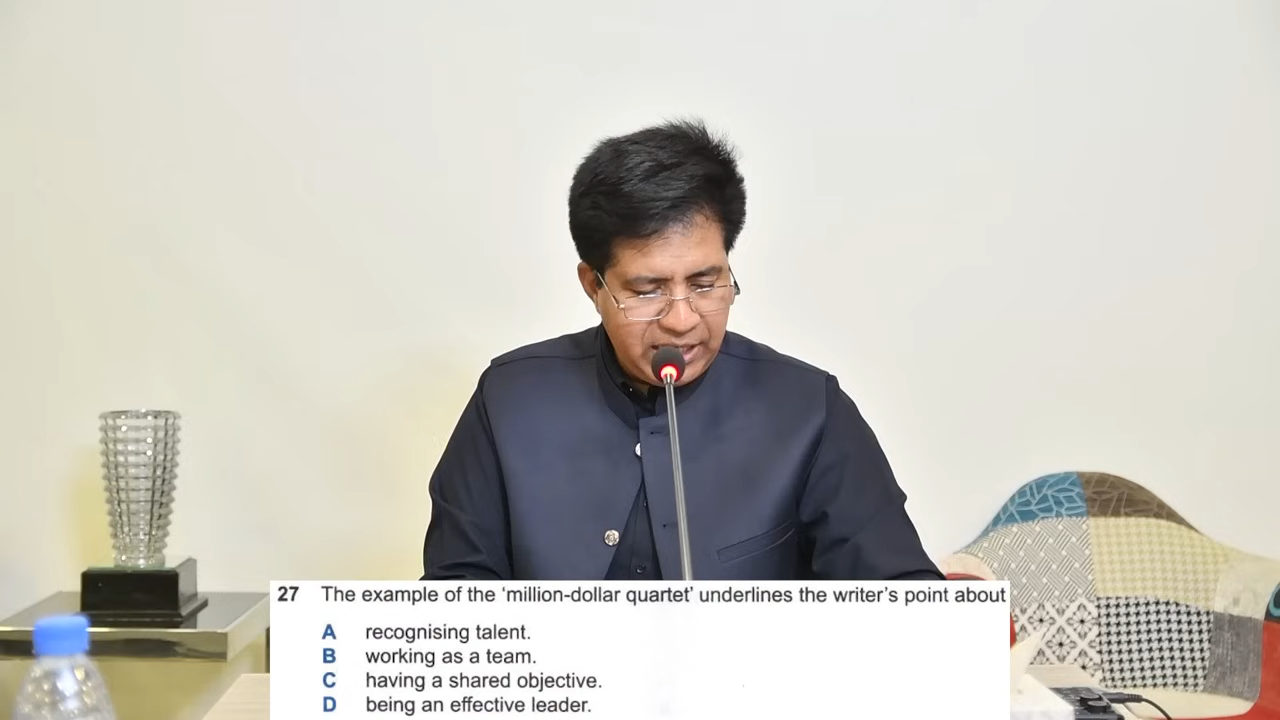 27 The example of the ‘million-dollar quartet’ underlines the writer’s point about
A recognising talent.
B working as a team.
C having a shared objective.
D being an effective leader.